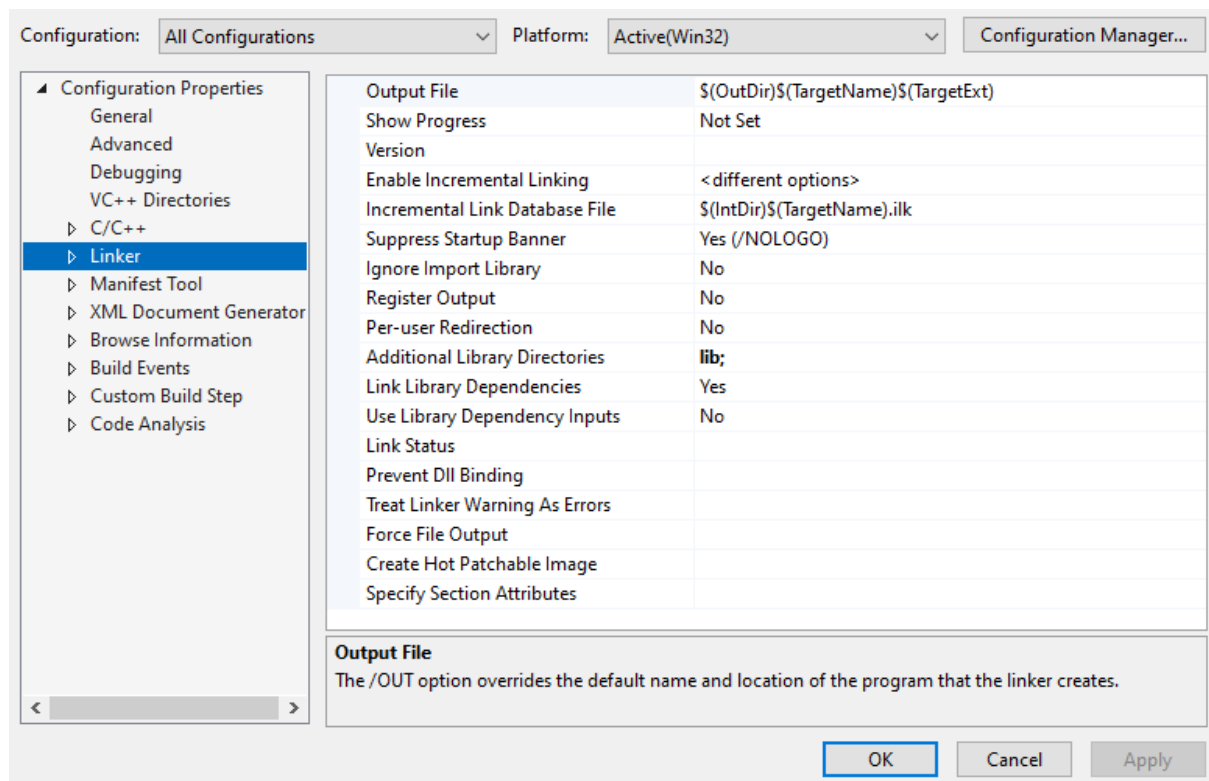 Configuration: All Configurations Platform: Active(Win32) Configuration Manager...
Configuration Properties
General
Advanced
Debugging
VC++ Directories
C/C++
Linker
Manifest Tool
XML Document Generator
Browse Information
Build Events
Custom Build Step
Code Analysis
Output File $(OutDir)$(TargetName)$(TargetExt)
Show Progress Not Set
Version
Enable Incremental Linking <different options>
Incremental Link Database File $(IntDir)$(TargetName).ilk
Suppress Startup Banner Yes (/NOLOGO)
Ignore Import Library No
Register Output No
Per-user Redirection No
Additional Library Directories lib;
Link Library Dependencies Yes
Use Library Dependency Inputs No
Link Status
Prevent Dll Binding
Treat Linker Warning As Errors
Force File Output
Create Hot Patchable Image
Specify Section Attributes
Output File
The /OUT option overrides the default name and location of the program that the linker creates.
OK Cancel Apply